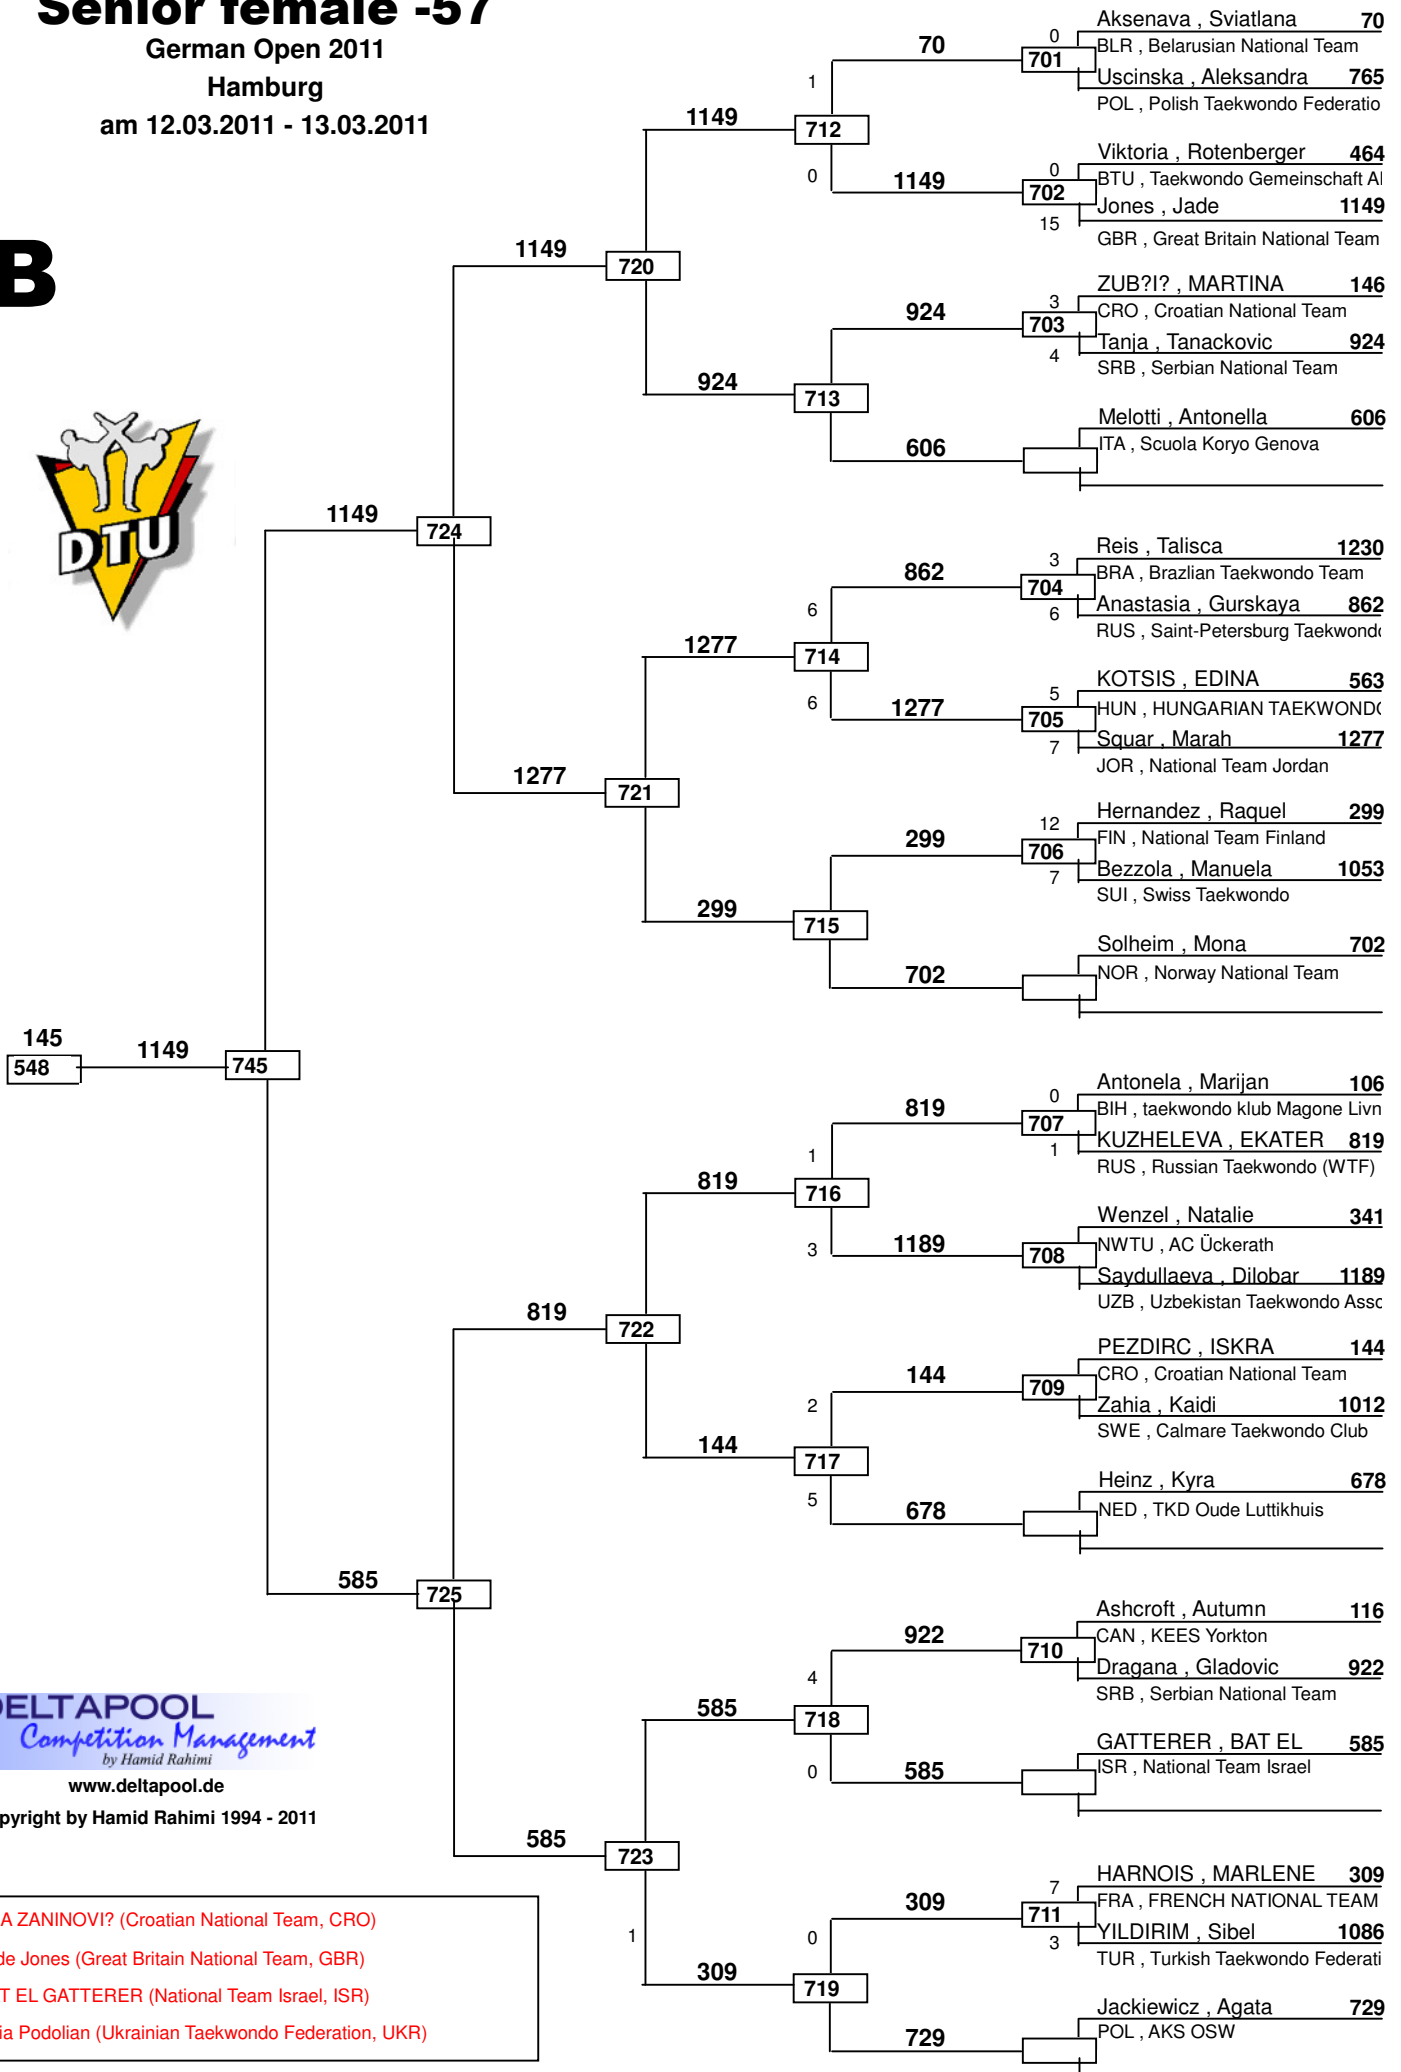 Senior female -57
German Open 2011
Hamburg
am 12.03.2011 - 13.03.2011
B
DTU
Aksenava , Sviatlana 70
0
BLR , Belarusian National Team
70
701
Uscinska , Aleksandra 765
POL , Polish Taekwondo Federatio
1
1149
712
Viktoria , Rotenberger 464
0
BTU , Taekwondo Gemeinschaft Al
0
1149
702
Jones , Jade 1149
15
GBR , Great Britain National Team
1149
720
ZUB?I? , MARTINA 146
3
CRO , Croatian National Team
924
703
Tanja , Tanackovic 924
4
SRB , Serbian National Team
924
713
Melotti , Antonella 606
ITA , Scuola Koryo Genova
606
1149
724
Reis , Talisca 1230
3
BRA , Brazlian Taekwondo Team
862
704
Anastasia , Gurskaya 862
6
6
RUS , Saint-Petersburg Taekwondo
1277
714
KOTSIS , EDINA 563
5
HUN , HUNGARIAN TAEKWONDO
6
1277
705
Squar , Marah 1277
7
JOR , National Team Jordan
1277
721
Hernandez , Raquel 299
12
FIN , National Team Finland
299
706
Bezzola , Manuela 1053
7
SUI , Swiss Taekwondo
299
715
Solheim , Mona 702
NOR , Norway National Team
702
145
548
1149
745
Antonela , Marijan 106
0
BIH , taekwondo klub Magone Livn
819
707
KUZHELEVA , EKATER 819
1
1
RUS , Russian Taekwondo (WTF)
819
716
Wenzel , Natalie 341
NWTU , AC Ückerath
3
1189
708
Saydullaeva , Dilobar 1189
UZB , Uzbekistan Taekwondo Assc
819
722
PEZDIRC , ISKRA 144
CRO , Croatian National Team
144
709
Zahia , Kaidi 1012
2
SWE , Calmare Taekwondo Club
144
717
Heinz , Kyra 678
5
NED , TKD Oude Luttikhuis
678
585
725
Ashcroft , Autumn 116
CAN , KEES Yorkton
922
710
Dragana , Gladovic 922
4
SRB , Serbian National Team
585
718
GATTERER , BAT EL 585
ISR , National Team Israel
0
585
585
723
HARNOIS , MARLENE 309
7
FRA , FRENCH NATIONAL TEAM
309
711
YILDIRIM , Sibel 1086
1
0
3
TUR , Turkish Taekwondo Federati
309
719
Jackiewicz , Agata 729
POL , AKS OSW
729
DELTAPOOL
Competition Management
by Hamid Rahimi
www.deltapool.de
pyright by Hamid Rahimi 1994 - 2011
A ZANINOVI? (Croatian National Team, CRO)
de Jones (Great Britain National Team, GBR)
T EL GATTERER (National Team Israel, ISR)
ia Podolian (Ukrainian Taekwondo Federation, UKR)